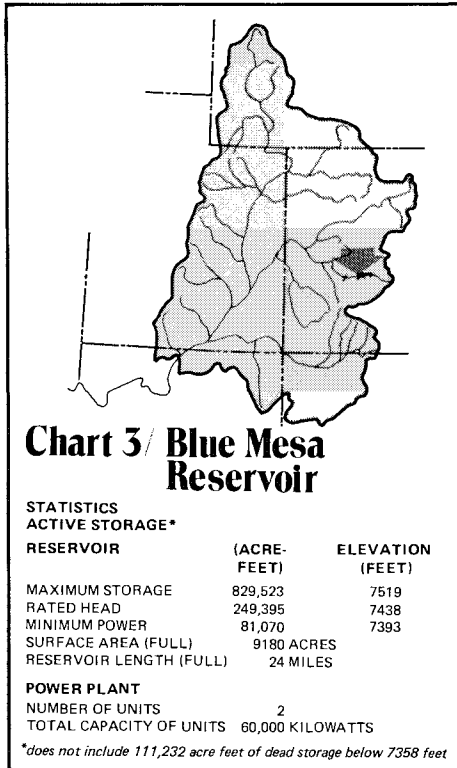 Chart 3/ Blue Mesa
Reservoir
STATISTICS
ACTIVE STORAGE*
RESERVOIR (ACRE-FEET) ELEVATION (FEET)
MAXIMUM STORAGE 829,523 7519
RATED HEAD 249,395 7438
MINIMUM POWER 81,070 7393
SURFACE AREA (FULL) 9180 ACRES
RESERVOIR LENGTH (FULL) 24 MILES
POWER PLANT
NUMBER OF UNITS 2
TOTAL CAPACITY OF UNITS 60,000 KILOWATTS
*does not include 111,232 acre feet of dead storage below 7358 feet